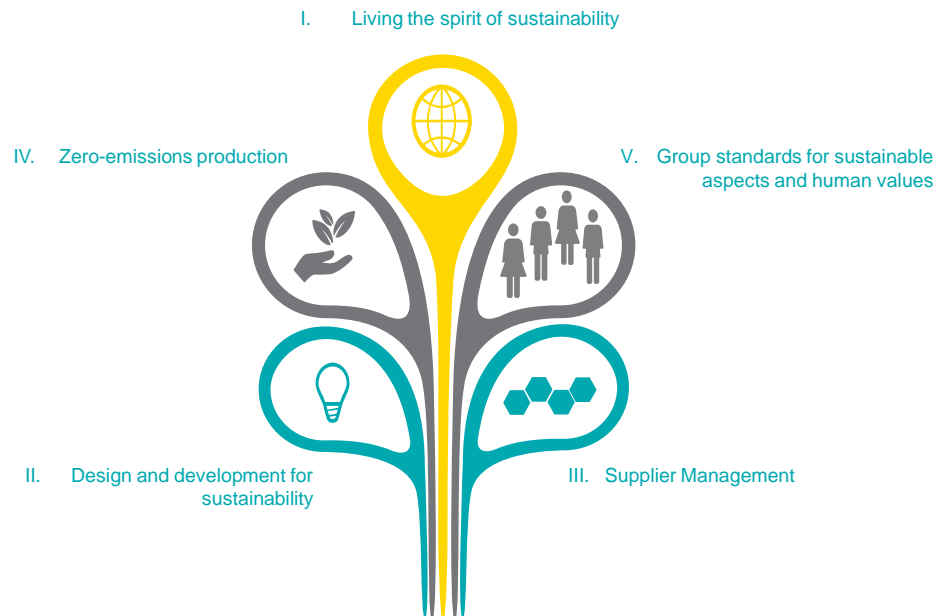 I. Living the spirit of sustainability
IV. Zero-emissions production
V. Group standards for sustainable
aspects and human values
II. Design and development for
sustainability
III. Supplier Management